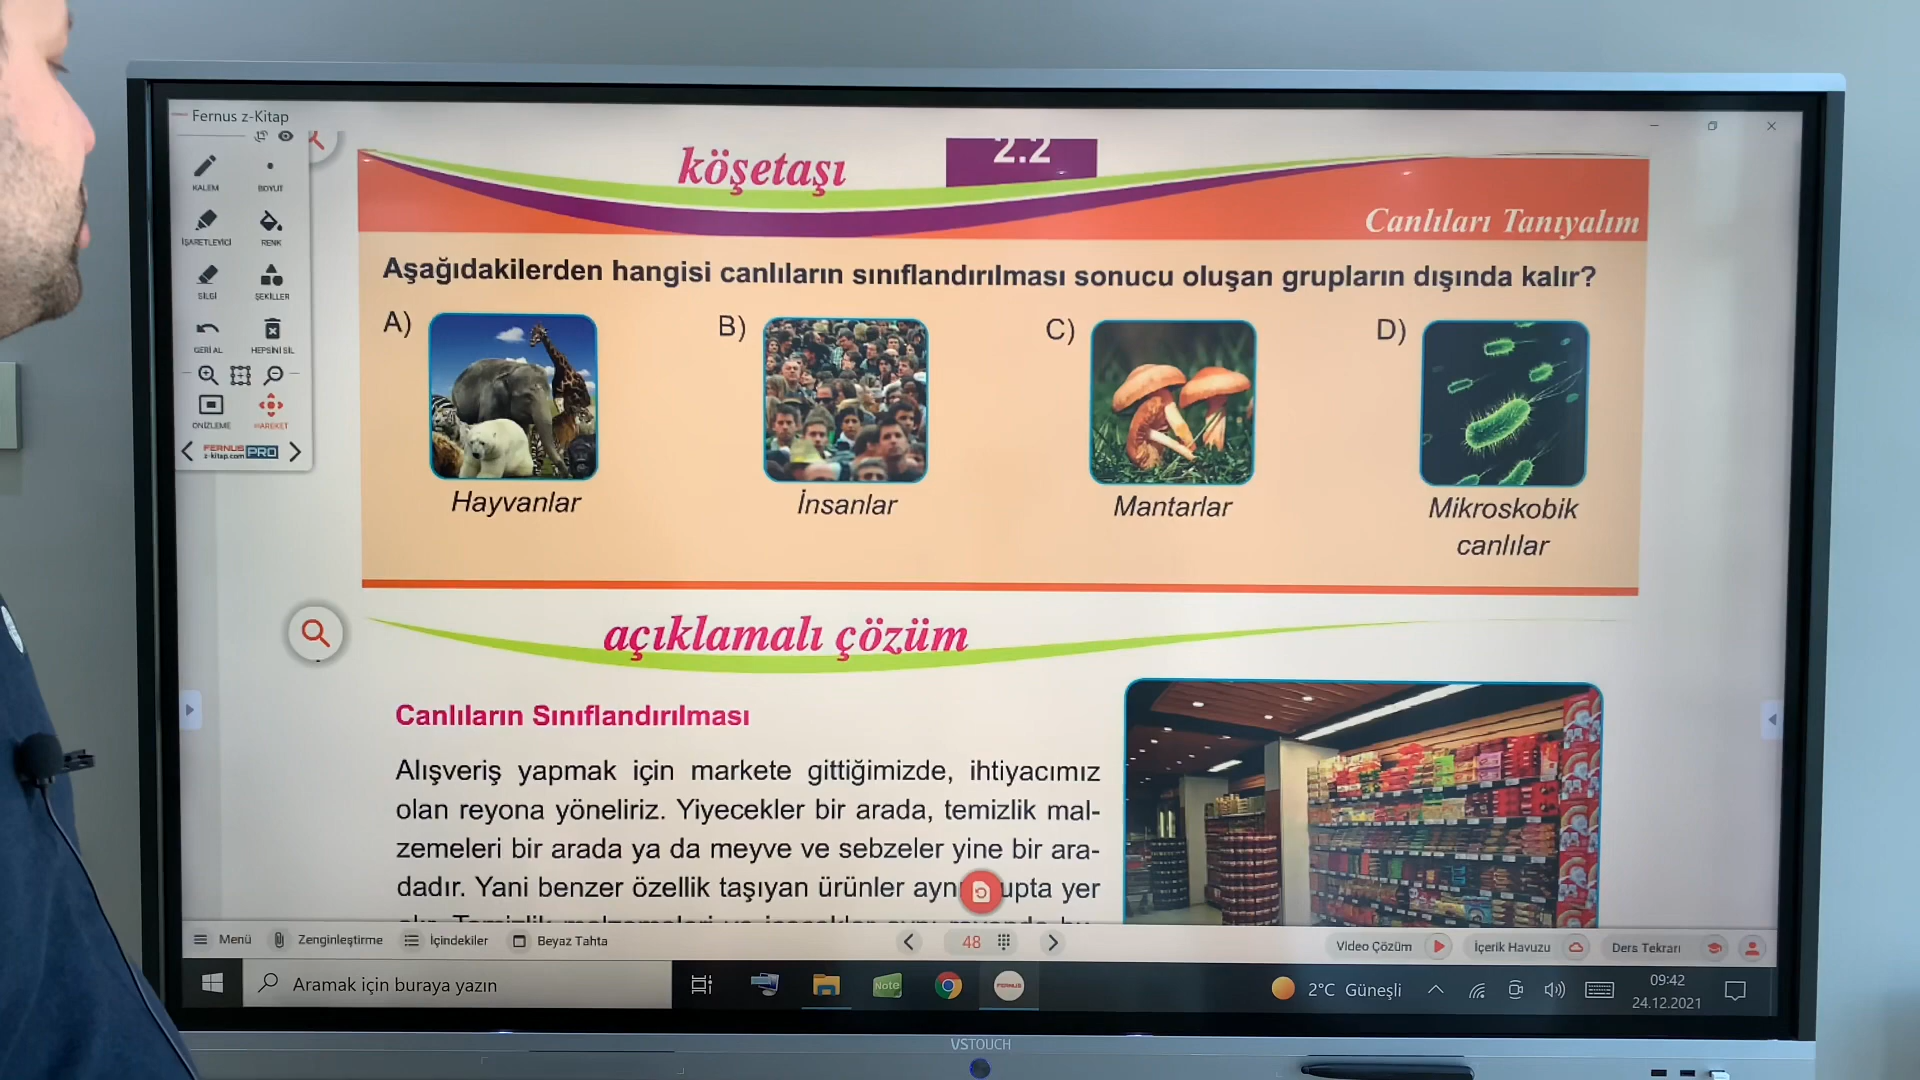 Fernus z-Kitap
KALEM
BOYUT
İŞARETLEYİCİ
RENK
SİLGİ
ŞEKİLLER
GERİ AL
HEPSİNİ SİL
ÖNİZLEME
HAREKET
FERNUS PRO
z-kitap.com
köşetaşı
2.2
Canlıları Tanıyalım
Aşağıdakilerden hangisi canlıların sınıflandırılması sonucu oluşan grupların dışında kalır?
A)
B)
C)
D)
Hayvanlar
İnsanlar
Mantarlar
Mikroskobik
canlılar
açıklamalı çözüm
Canlıların Sınıflandırılması
Alışveriş yapmak için markete gittiğimizde, ihtiyacımız
olan reyona yöneliriz. Yiyecekler bir arada, temizlik mal-
zemeleri bir arada ya da meyve ve sebzeler yine bir ara-
dadır. Yani benzer özellik taşıyan ürünler aynı upta yer
Menü
Zenginleştirme
İçindekiler
Beyaz Tahta
48
Video Çözüm
İçerik Havuzu
Ders Tekrarı
Aramak için buraya yazın
Note
FERNUS
2°C Güneşli
09:42
24.12.2021
VSTOUCH